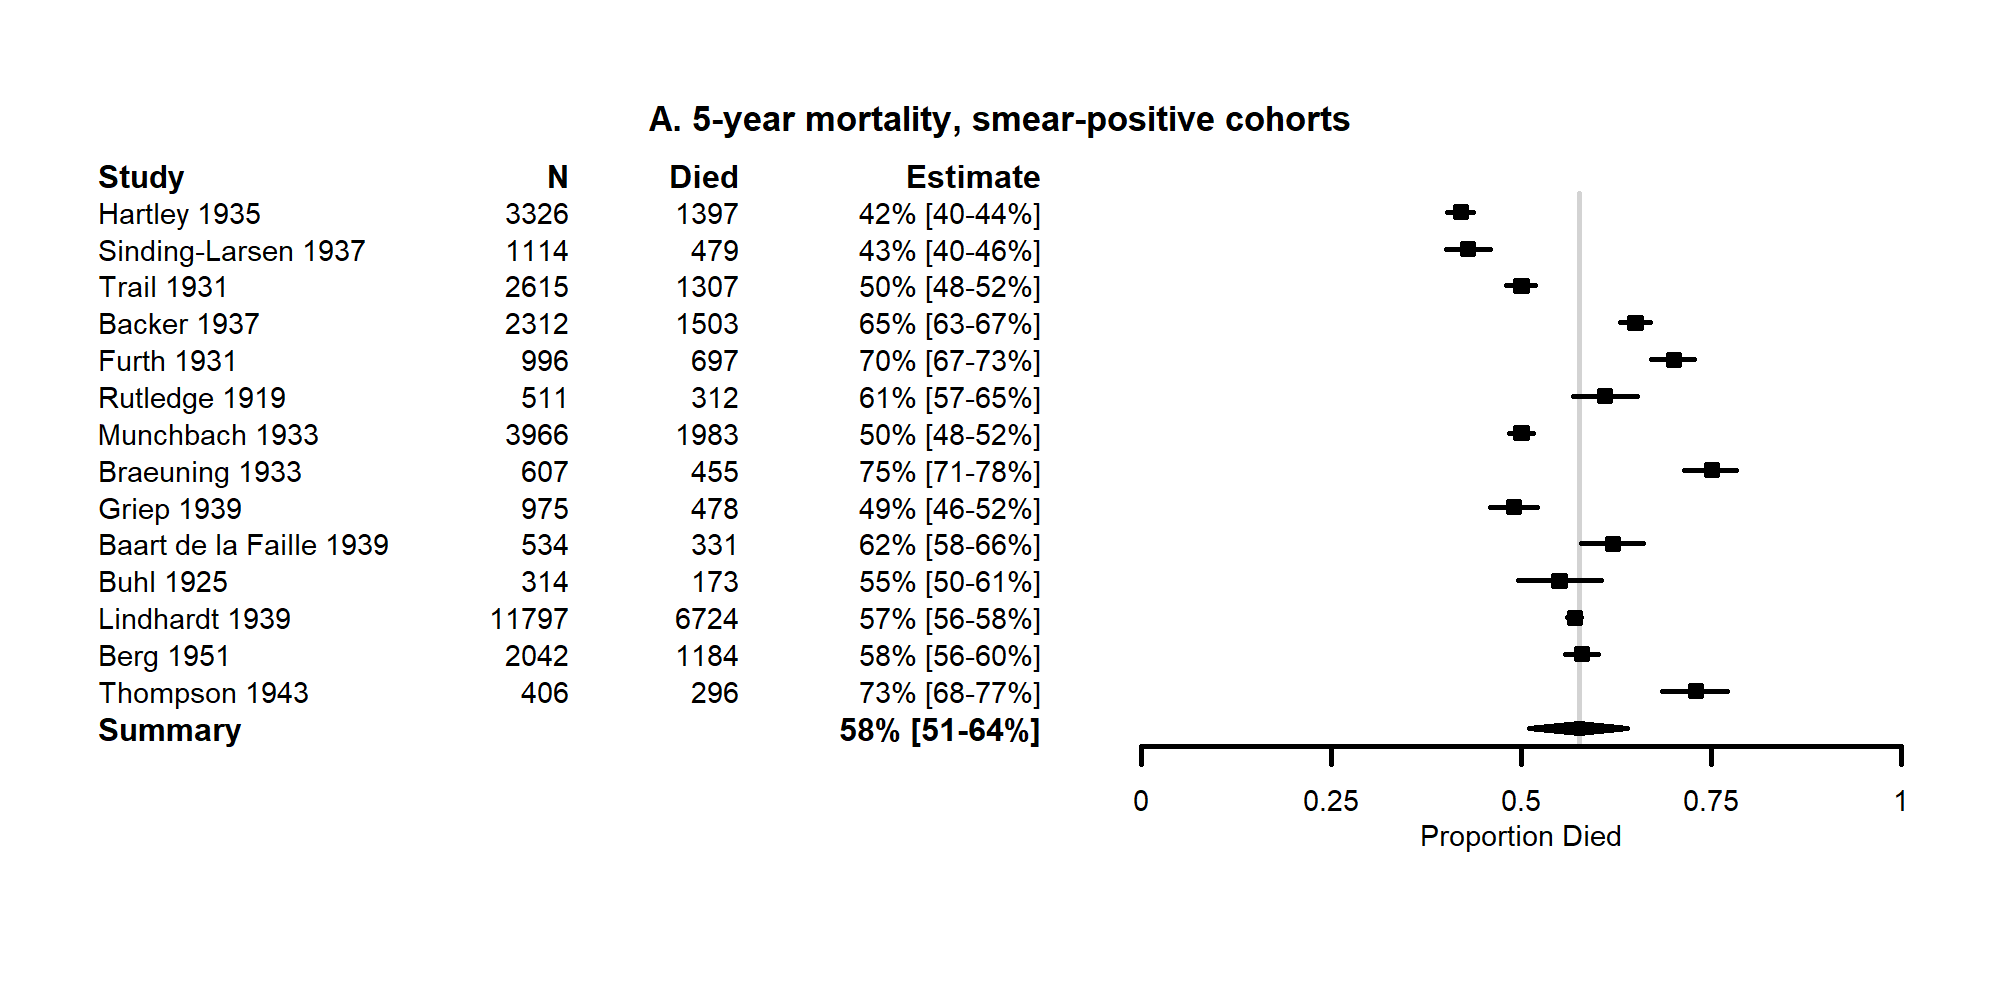 A. 5-year mortality, smear-positive cohorts
Study N Died Estimate
Hartley 1935 3326 1397 42% [40-44%]
Sinding-Larsen 1937 1114 479 43% [40-46%]
Trail 1931 2615 1307 50% [48-52%]
Backer 1937 2312 1503 65% [63-67%]
Furth 1931 996 697 70% [67-73%]
Rutledge 1919 511 312 61% [57-65%]
Munchbach 1933 3966 1983 50% [48-52%]
Braeuning 1933 607 455 75% [71-78%]
Griep 1939 975 478 49% [46-52%]
Baart de la Faille 1939 534 331 62% [58-66%]
Buhl 1925 314 173 55% [50-61%]
Lindhardt 1939 11797 6724 57% [56-58%]
Berg 1951 2042 1184 58% [56-60%]
Thompson 1943 406 296 73% [68-77%]
Summary 58% [51-64%]
0 0.25 0.5 0.75 1
Proportion Died